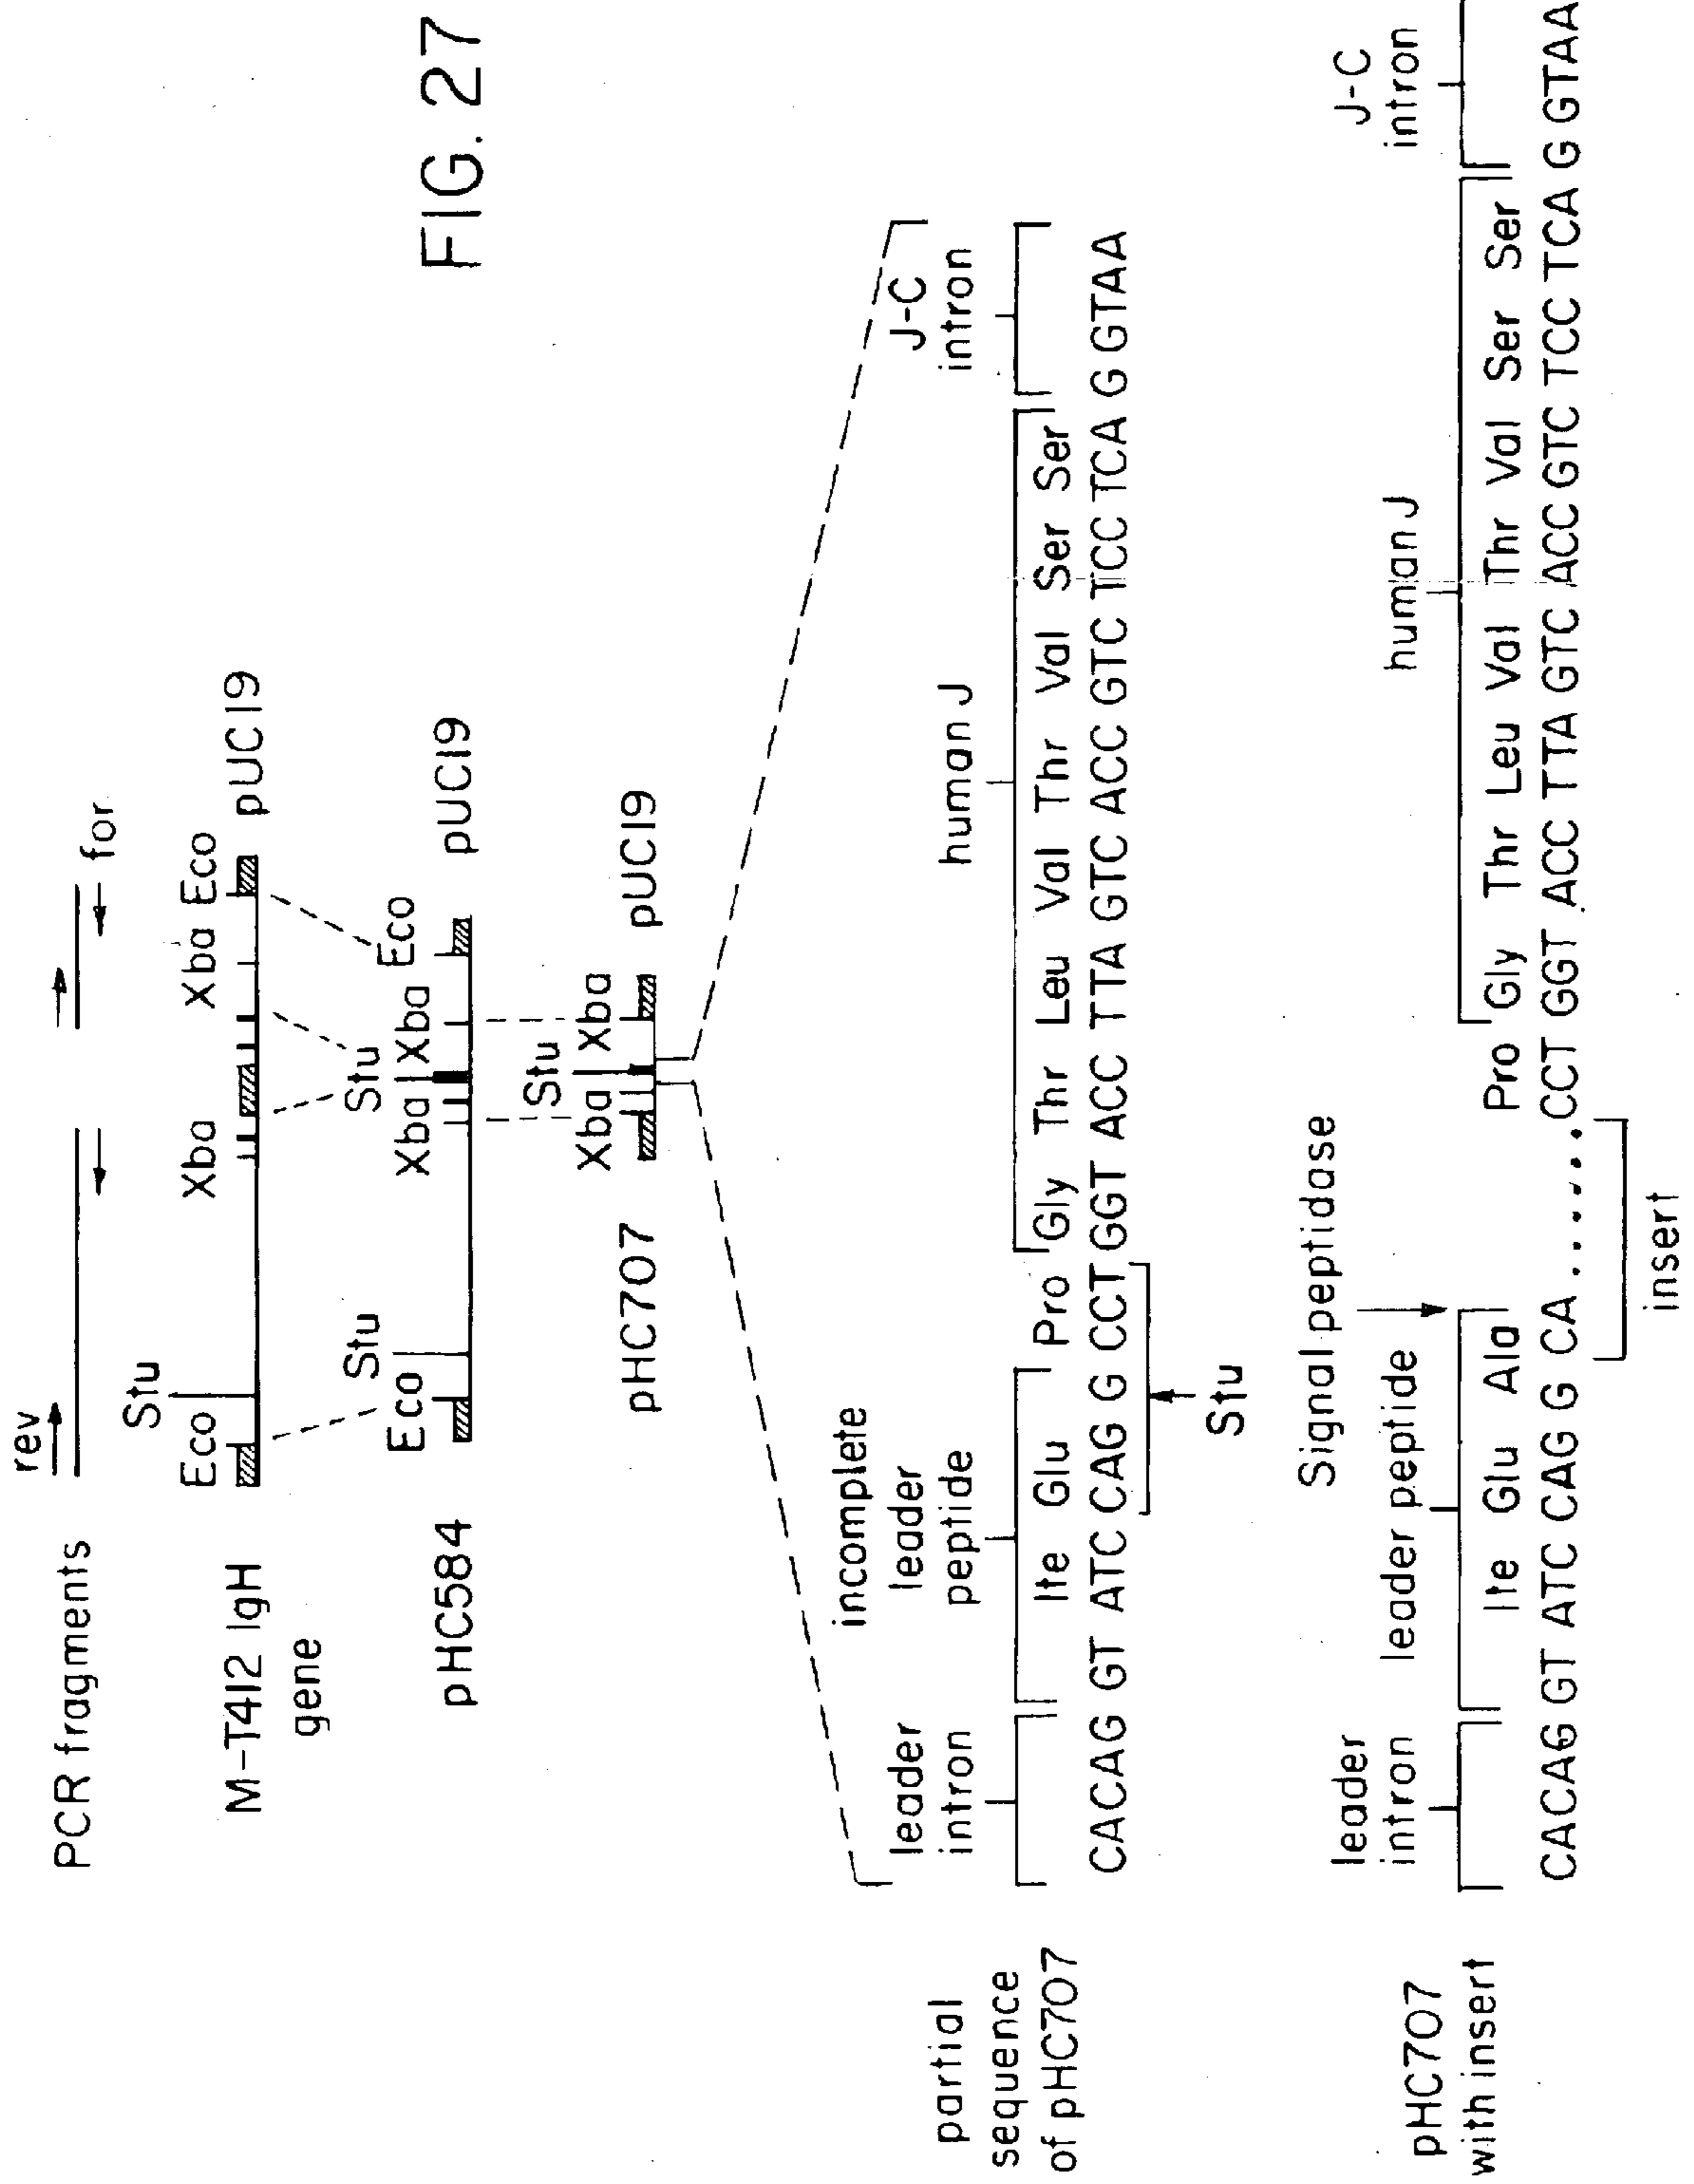 FIG. 27
PCR fragments
rev
for
M-T412 IgH
gene
Eco
Stu
Xba
Xba
Eco
pUC19
pHC584
Eco
Stu
Xba
Stu
Xba
Eco
pUC19
pHC707
Xba
Stu
Xba
pUC19
partial
sequence
of pHC707
leader
intron
incomplete
leader
peptide
human J
J-C
intron
Ile Glu Pro Gly Thr Leu Val Thr Val Ser Ser
CACAG GT ATC CAG G CCT GGT ACC TTA GTC ACC GTC TCC TCA G GTAA
Stu
pHC707
with insert
leader
intron
leader peptide
Signal peptidase
human J
J-C
intron
Ile Glu Ala Pro Gly Thr Leu Val Thr Val Ser Ser
CACAG GT ATC CAG G CA......CCT GGT ACC TTA GTC ACC GTC TCC TCA G GTAA
insert